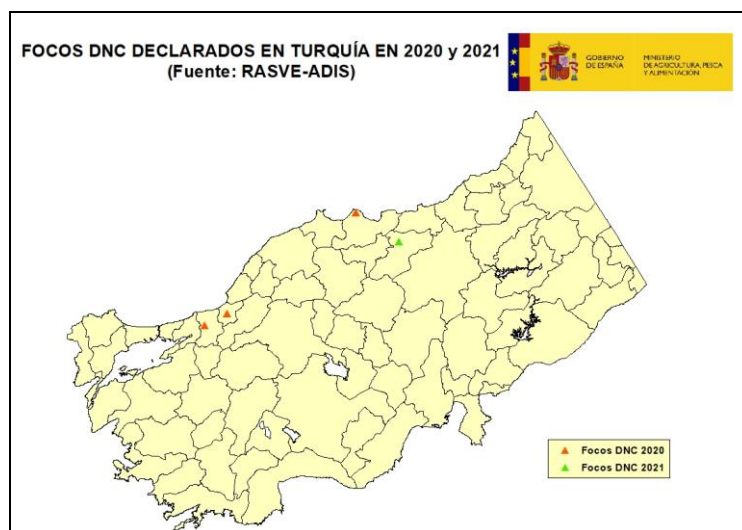 FOCOS DNC DECLARADOS EN TURQUÍA EN 2020 y 2021
(Fuente: RASVE-ADIS)
GOBIERNO
DE ESPAÑA
MINISTERIO
DE AGRICULTURA, PESCA
Y ALIMENTACIÓN
Focos DNC 2020
Focos DNC 2021